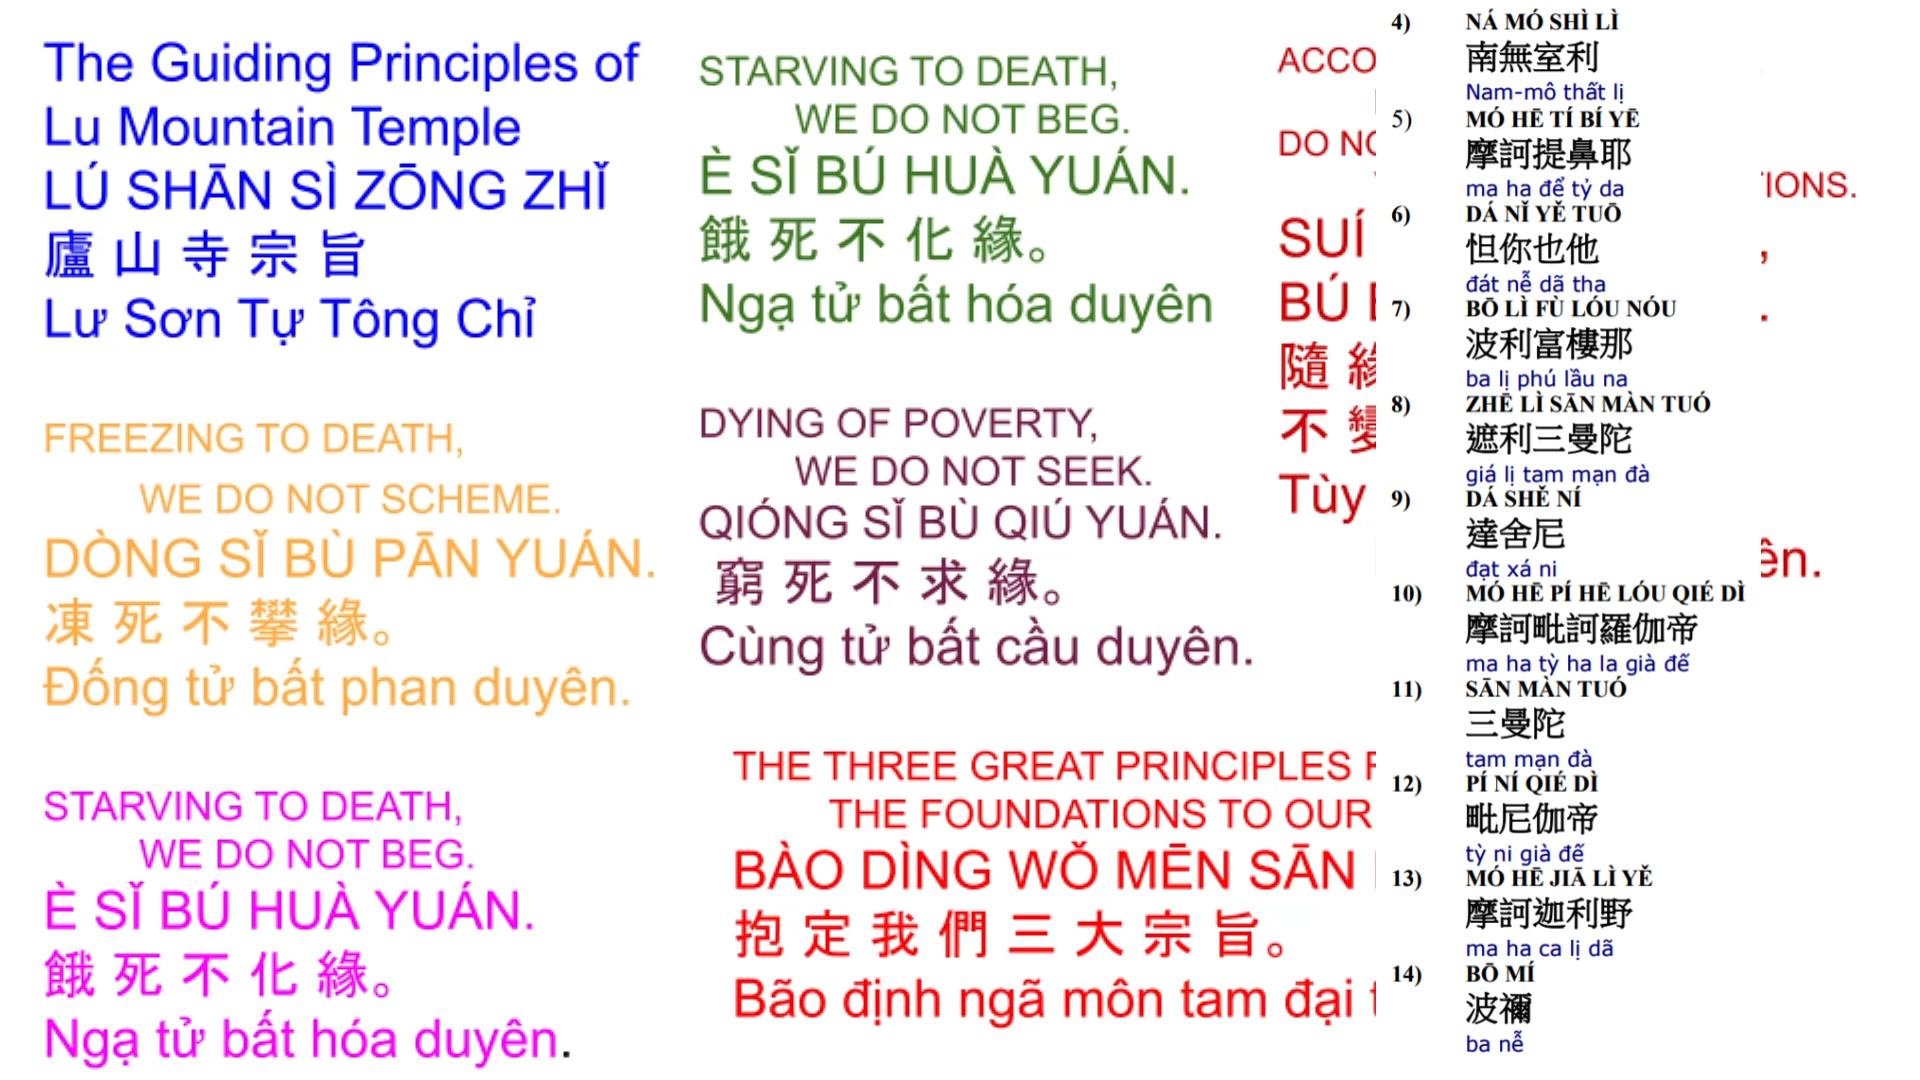 The Guiding Principles of
Lu Mountain Temple
LÚ SHĀN SÌ ZŌNG ZHǏ
廬 山 寺 宗 旨
Lư Sơn Tự Tông Chỉ
FREEZING TO DEATH,
WE DO NOT SCHEME.
DÒNG SǏ BÙ PĀN YUÁN.
凍 死 不 攀 緣。
Đống tử bất phan duyên.
STARVING TO DEATH,
WE DO NOT BEG.
È SǏ BÚ HUÀ YUÁN.
餓 死 不 化 緣。
Ngạ tử bất hóa duyên.
STARVING TO DEATH,
WE DO NOT BEG.
È SǏ BÚ HUÀ YUÁN.
餓 死 不 化 緣。
Ngạ tử bất hóa duyên
DYING OF POVERTY,
WE DO NOT SEEK.
QIÓNG SǏ BÙ QIÚ YUÁN.
窮 死 不 求 緣。
Cùng tử bất cầu duyên.
THE THREE GREAT PRINCIPLES
THE FOUNDATIONS TO OUR
BÀO DÌNG WǑ MĒN SĀN
抱 定 我 們 三 大 宗 旨。
Bão định ngã môn tam đại
ACCO
DO NO
TIONS.
SUÍ
BÚ
隨 緣
不 變
Tùy
ên.
4) NÁ MÓ SHÌ LÌ
南無室利
Nam-mô thất lị
5) MÓ HĒ TÍ BÍ YĒ
摩訶提鼻耶
ma ha để tỷ da
6) DÁ NǏ YĚ TUŌ
怛你也他
đát nễ dã tha
7) BŌ LÌ FÙ LÓU NÓU
波利富樓那
ba lị phú lầu na
8) ZHĒ LÌ SĀN MÀN TUÓ
遮利三曼陀
giá lị tam mạn đà
9) DÁ SHĚ NÍ
達舍尼
đạt xá ni
10) MÓ HĒ PÍ HĒ LÓU QIÉ DÌ
摩訶毗訶羅伽帝
ma ha tỳ ha la già đế
11) SĀN MÀN TUÓ
三曼陀
tam mạn đà
12) PÍ NÍ QIÉ DÌ
毗尼伽帝
tỳ ni già đế
13) MÓ HĒ JIĀ LÌ YĚ
摩訶迦利野
ma ha ca lị dã
14) BŌ MÍ
波禰
ba nễ